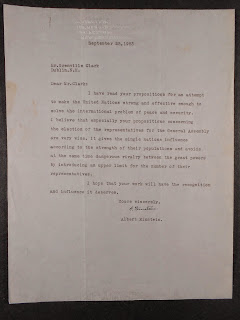 September 28, 1963
Mr. Grenville Clark
Dublin, N.H.
Dear Mr. Clark:
I have read your propositions for an attempt
to make the United Nations strong and effective enough to
solve the international problem of peace and security.
I believe that especially your propositions concerning
the election of the representatives for the General Assembly
are very wise. It gives the single nations influence
according to the strength of their populations and avoids
at the same time dangerous rivalry between the great powers
by introducing an upper limit for the number of their
representatives.
I hope that your work will have the recognition
and influence it deserves.
Yours sincerely,
Albert Einstein.